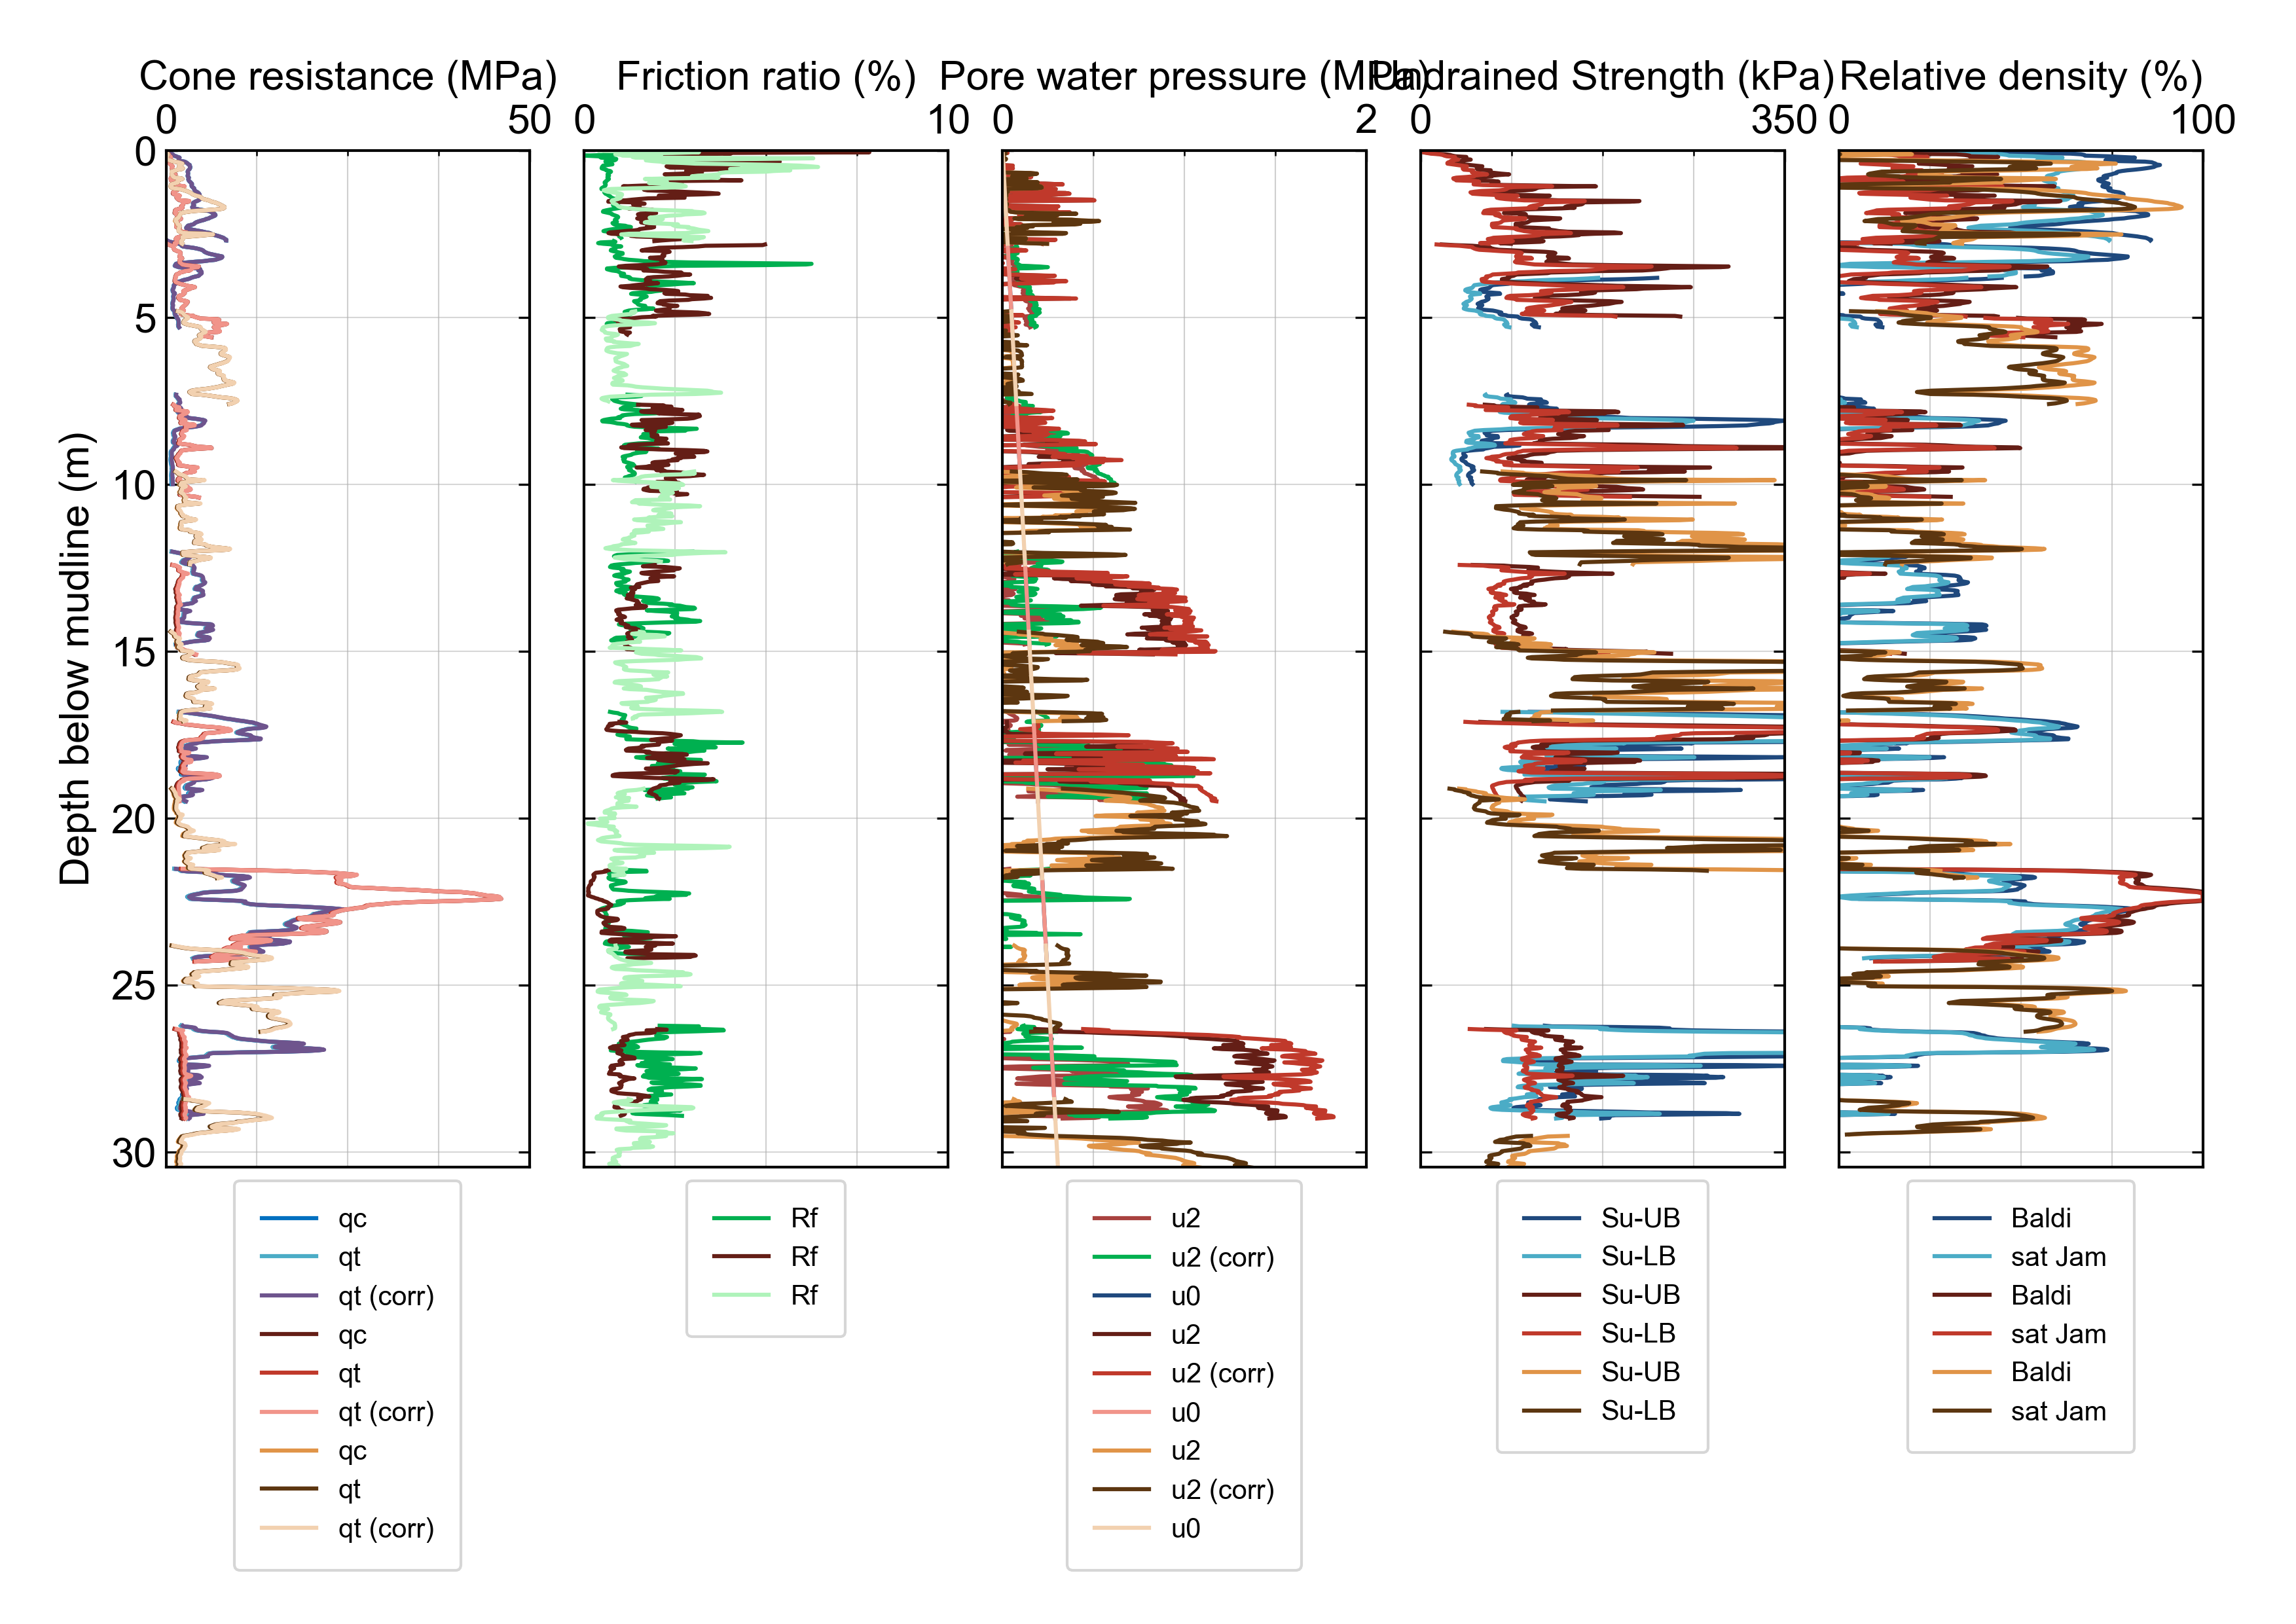 Cone resistance (MPa) Friction ratio (%) Pore water pressure (MPa) Undrained Strength (kPa) Relative density (%)
0 50 0 10 0 2 0 350 0 100
0
5
10
15
20
25
30
Depth below mudline (m)
qc
qt
qt (corr)
qc
qt
qt (corr)
qc
qt
qt (corr)
Rf
Rf
Rf
u2
u2 (corr)
u0
u2
u2 (corr)
u0
u2
u2 (corr)
u0
Su-UB
Su-LB
Su-UB
Su-LB
Su-UB
Su-LB
Baldi
sat Jam
Baldi
sat Jam
Baldi
sat Jam